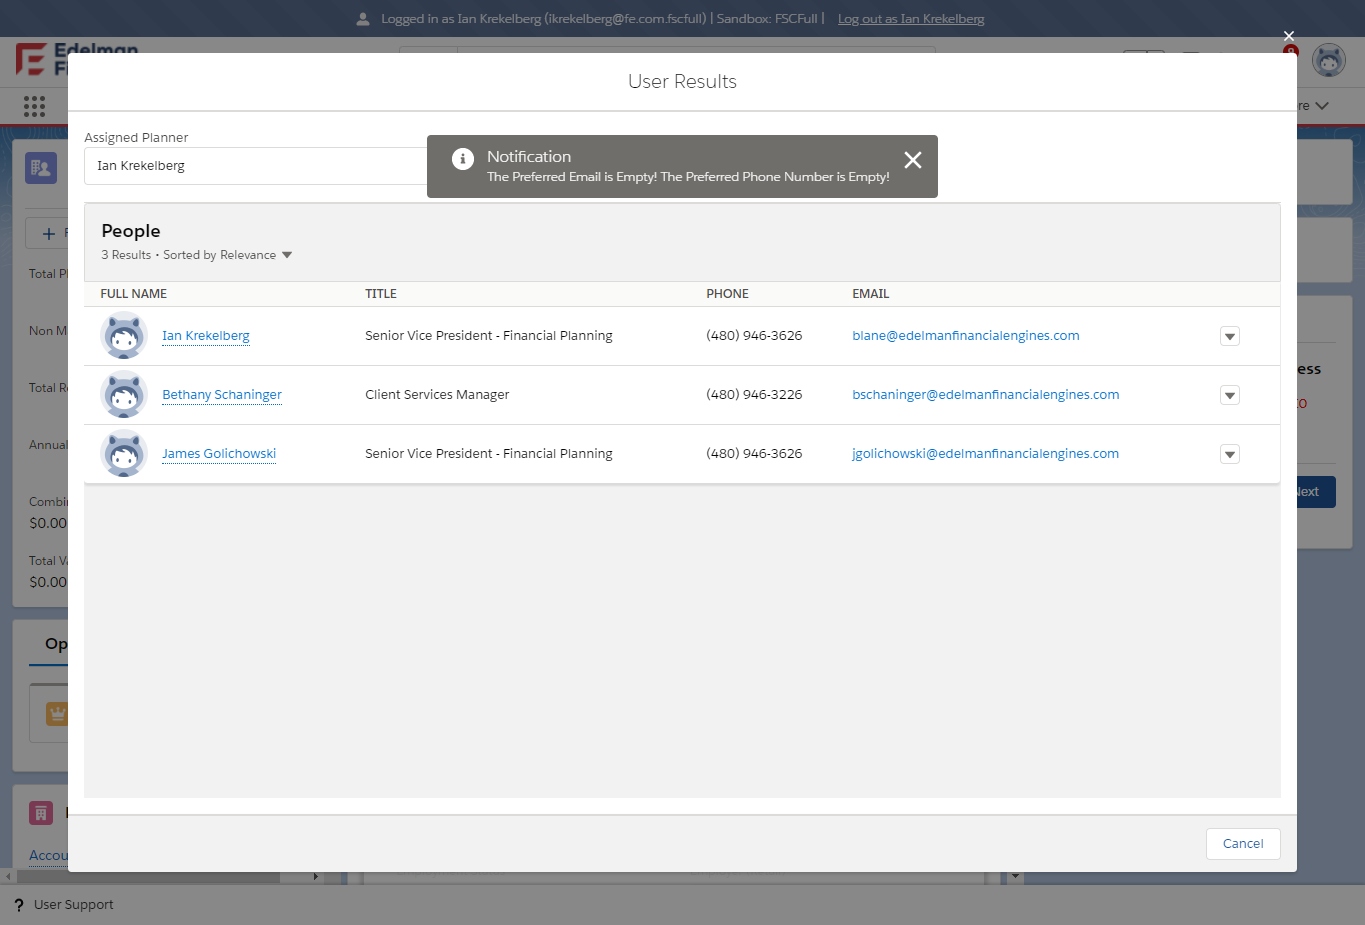 Logged in as Ian Krekelberg (ikrekelberg@fe.com.fscfull) | Sandbox: FSCFull | Log out as Ian Krekelberg
Edelman
User Results
Assigned Planner
Ian Krekelberg
Notification
The Preferred Email is Empty! The Preferred Phone Number is Empty!
People
3 Results • Sorted by Relevance
FULL NAME TITLE PHONE EMAIL
Ian Krekelberg Senior Vice President - Financial Planning (480) 946-3626 blane@edelmanfinancialengines.com
Bethany Schaninger Client Services Manager (480) 946-3226 bschaninger@edelmanfinancialengines.com
James Golichowski Senior Vice President - Financial Planning (480) 946-3626 jgolichowski@edelmanfinancialengines.com
Total
Non
Total
Annual
$0.00
Total
$0.00
Next
Cancel
? User Support